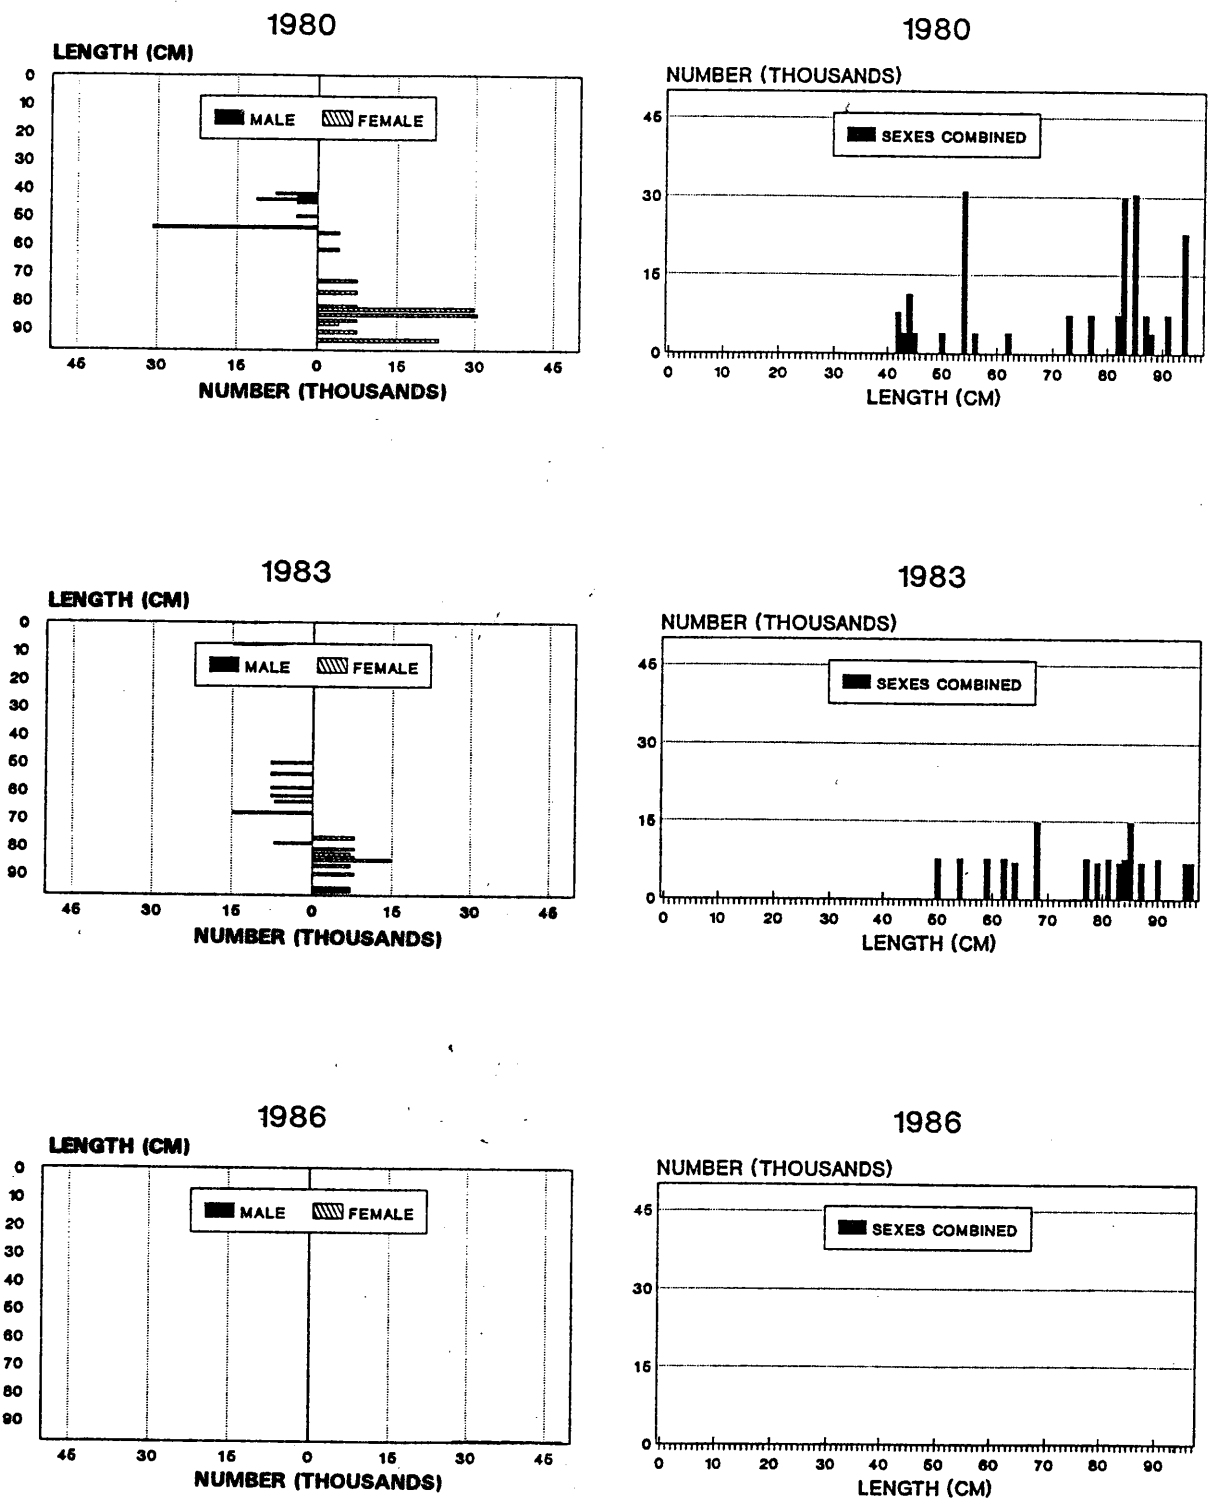 1980
LENGTH (CM)
0
10
20
30
40
50
60
70
80
90
MALE FEMALE
45 30 15 0 15 30 45
NUMBER (THOUSANDS)
1980
NUMBER (THOUSANDS)
45
30
15
0
SEXES COMBINED
0 10 20 30 40 50 60 70 80 90
LENGTH (CM)
1983
LENGTH (CM)
0
10
20
30
40
50
60
70
80
90
MALE FEMALE
45 30 15 0 15 30 45
NUMBER (THOUSANDS)
1983
NUMBER (THOUSANDS)
45
30
15
0
SEXES COMBINED
0 10 20 30 40 50 60 70 80 90
LENGTH (CM)
1986
LENGTH (CM)
0
10
20
30
40
50
60
70
80
90
MALE FEMALE
45 30 15 0 15 30 45
NUMBER (THOUSANDS)
1986
NUMBER (THOUSANDS)
45
30
15
0
SEXES COMBINED
0 10 20 30 40 50 60 70 80 90
LENGTH (CM)